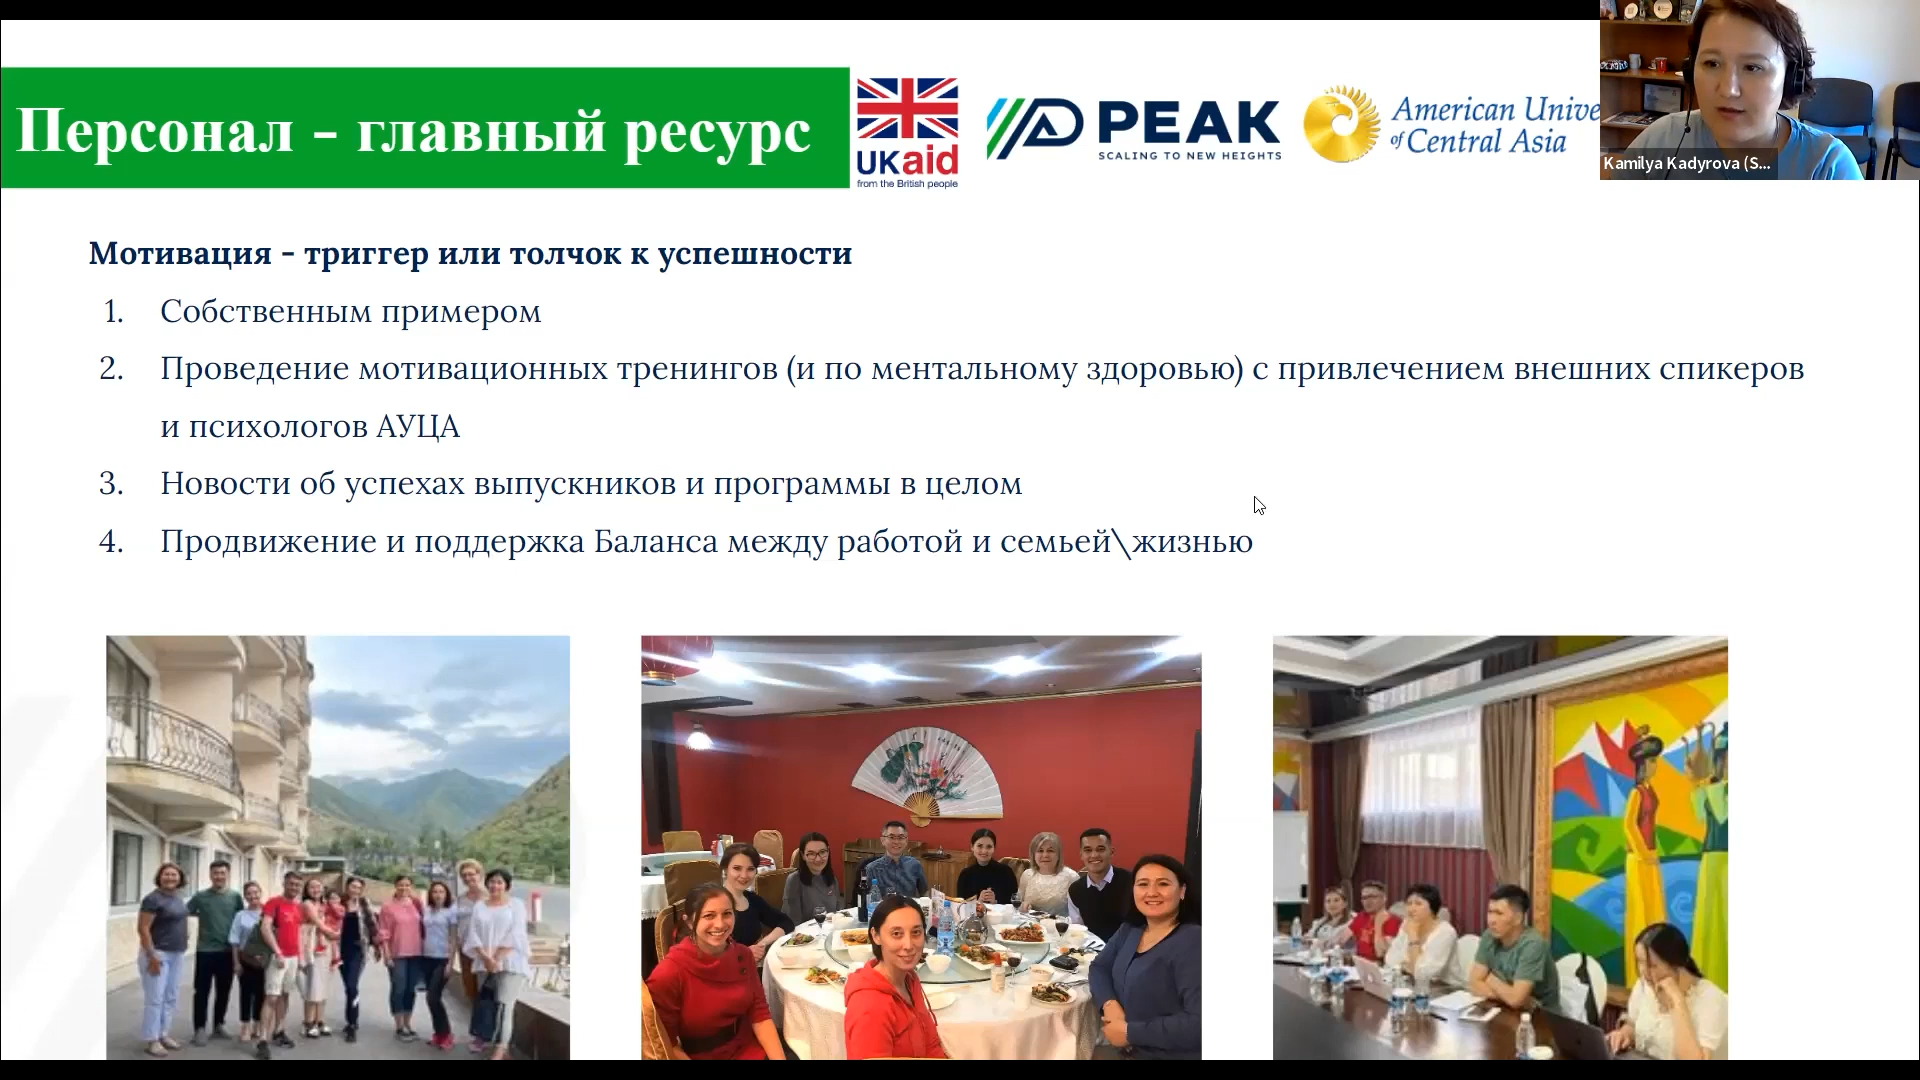 Персонал – главный ресурс
UKaid
from the British people
PEAK
SCALING TO NEW HEIGHTS
American Unive
of Central Asia
Kamilya Kadyrova (S...
Мотивация - триггер или толчок к успешности
1. Собственным примером
2. Проведение мотивационных тренингов (и по ментальному здоровью) с привлечением внешних спикеров
и психологов АУЦА
3. Новости об успехах выпускников и программы в целом
4. Продвижение и поддержка Баланса между работой и семьей\жизнью